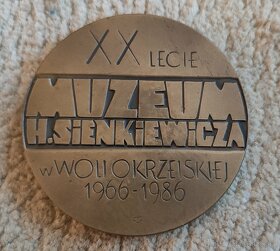 XX LECIE
MUZEUM
H. SIENKIEWICZA
W WOLI OKRZEJSKIEJ
1966-1986